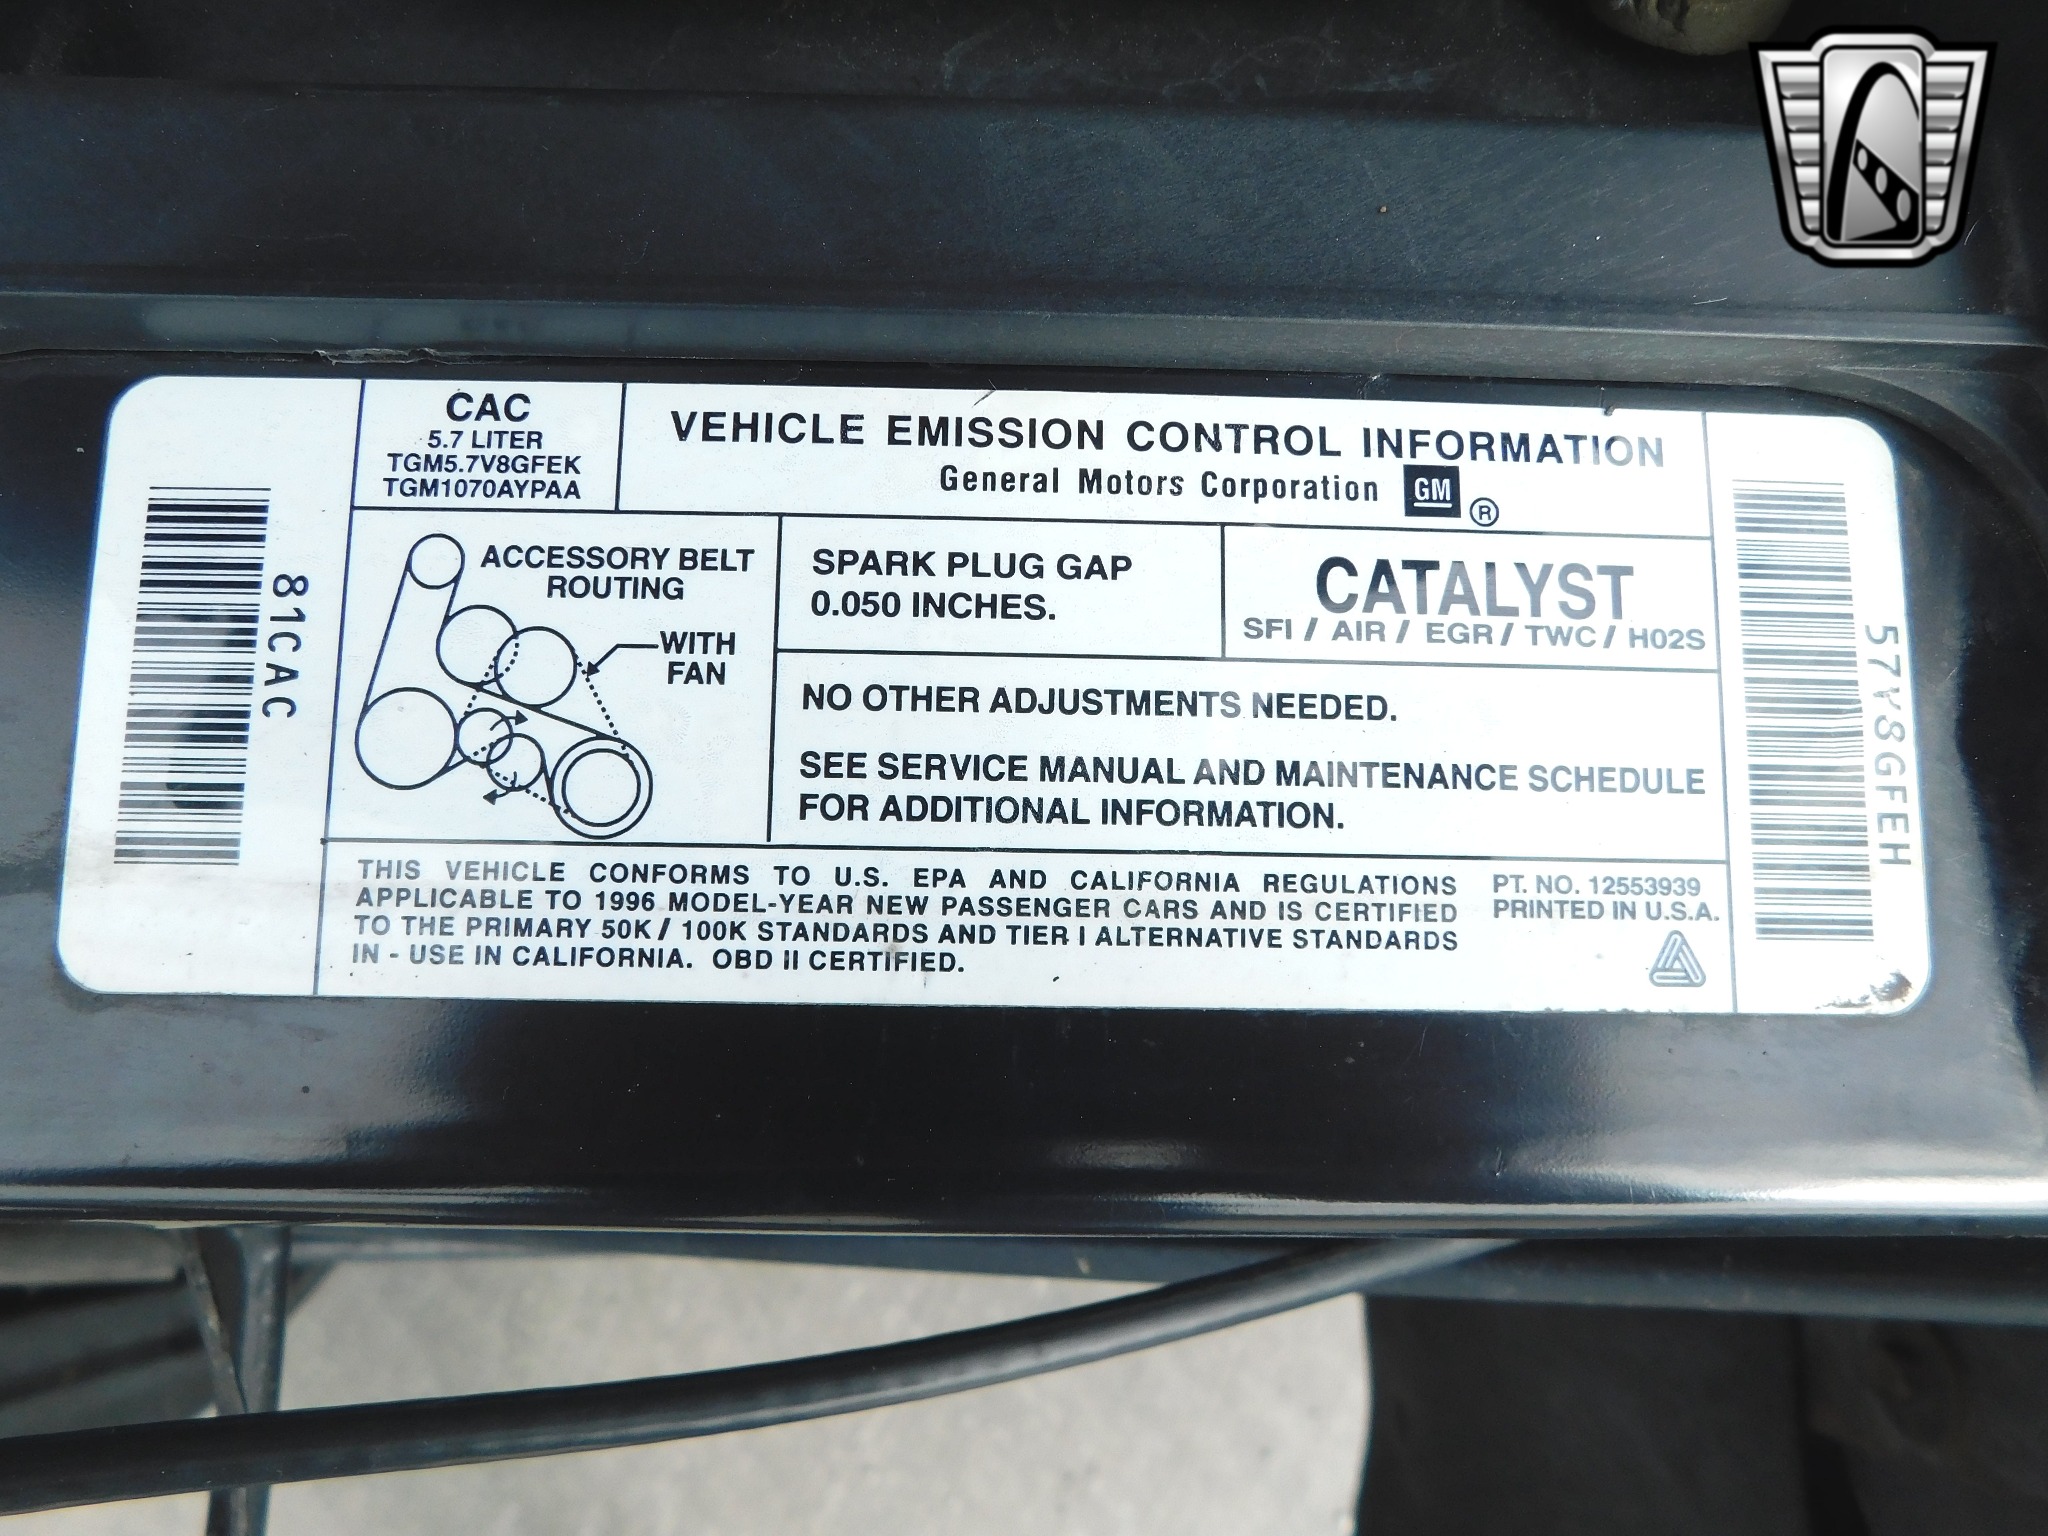 CAC
5.7 LITER
TGM5.7V8GFEK
TGM1070AYPAA
VEHICLE EMISSION CONTROL INFORMATION
General Motors Corporation GM ®
81CAC
ACCESSORY BELT
ROUTING
WITH
FAN
SPARK PLUG GAP
0.050 INCHES.
CATALYST
SFI / AIR / EGR / TWC / H02S
NO OTHER ADJUSTMENTS NEEDED.
SEE SERVICE MANUAL AND MAINTENANCE SCHEDULE
FOR ADDITIONAL INFORMATION.
57Y8GFEH
THIS VEHICLE CONFORMS TO U.S. EPA AND CALIFORNIA REGULATIONS
APPLICABLE TO 1996 MODEL-YEAR NEW PASSENGER CARS AND IS CERTIFIED
TO THE PRIMARY 50K / 100K STANDARDS AND TIER I ALTERNATIVE STANDARDS
IN - USE IN CALIFORNIA. OBD II CERTIFIED.
PT. NO. 12553939
PRINTED IN U.S.A.